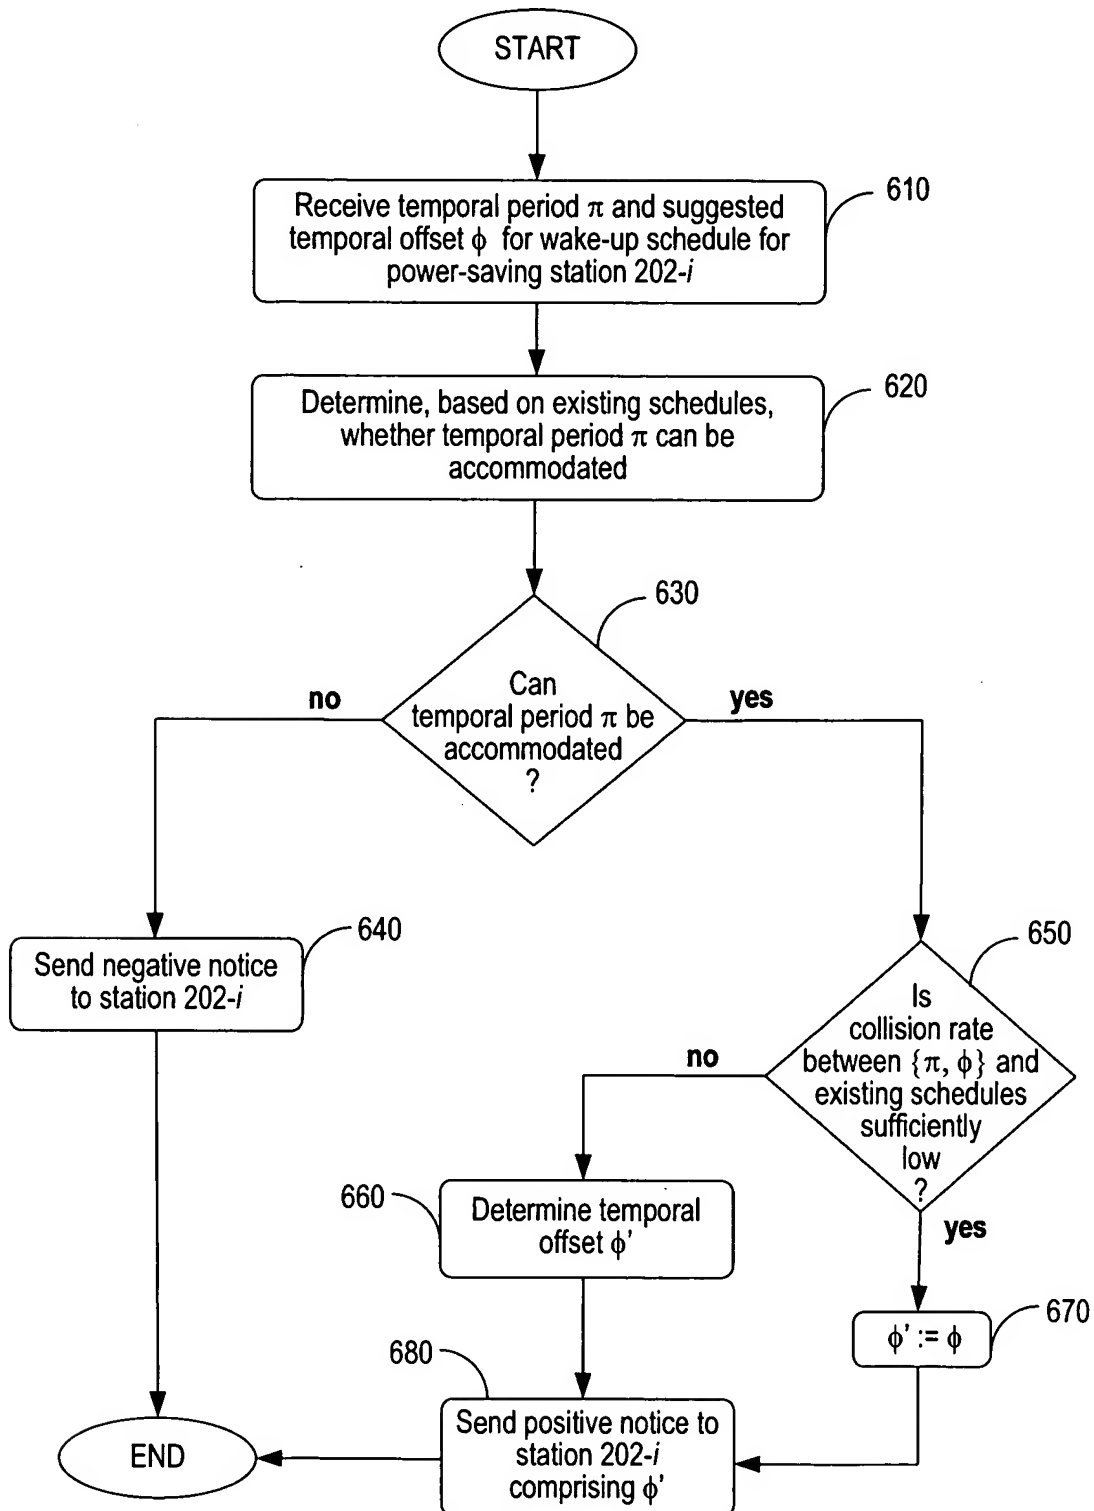 START
610
Receive temporal period π and suggested
temporal offset ϕ for wake-up schedule for
power-saving station 202-i
620
Determine, based on existing schedules,
whether temporal period π can be
accommodated
630
Can
temporal period π be
accommodated
?
no
yes
640
Send negative notice
to station 202-i
650
Is
collision rate
between {π, ϕ} and
existing schedules
sufficiently
low
?
no
yes
660
Determine temporal
offset ϕ'
670
ϕ' := ϕ
680
Send positive notice to
station 202-i
comprising ϕ'
END